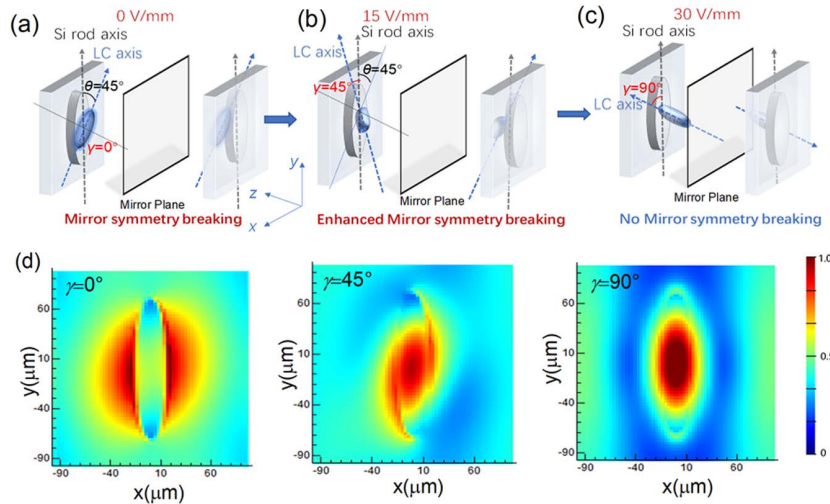 (a) 0 V/mm
Si rod axis
LC axis
θ=45°
γ=0°
Mirror Plane
Mirror symmetry breaking
(b) 15 V/mm
Si rod axis
LC axis
θ=45°
γ=45°
Mirror Plane
Enhanced Mirror symmetry breaking
y
z
x
(c) 30 V/mm
Si rod axis
γ=90°
LC axis
Mirror Plane
No Mirror symmetry breaking
(d)
γ=0°
60
10
-40
-90
y(μm)
-90 -40 10 60
x(μm)
γ=45°
60
10
-40
-90
y(μm)
-90 -40 10 60
x(μm)
γ=90°
60
10
-40
-90
y(μm)
-90 -40 10 60
x(μm)
1.0
0.5
0